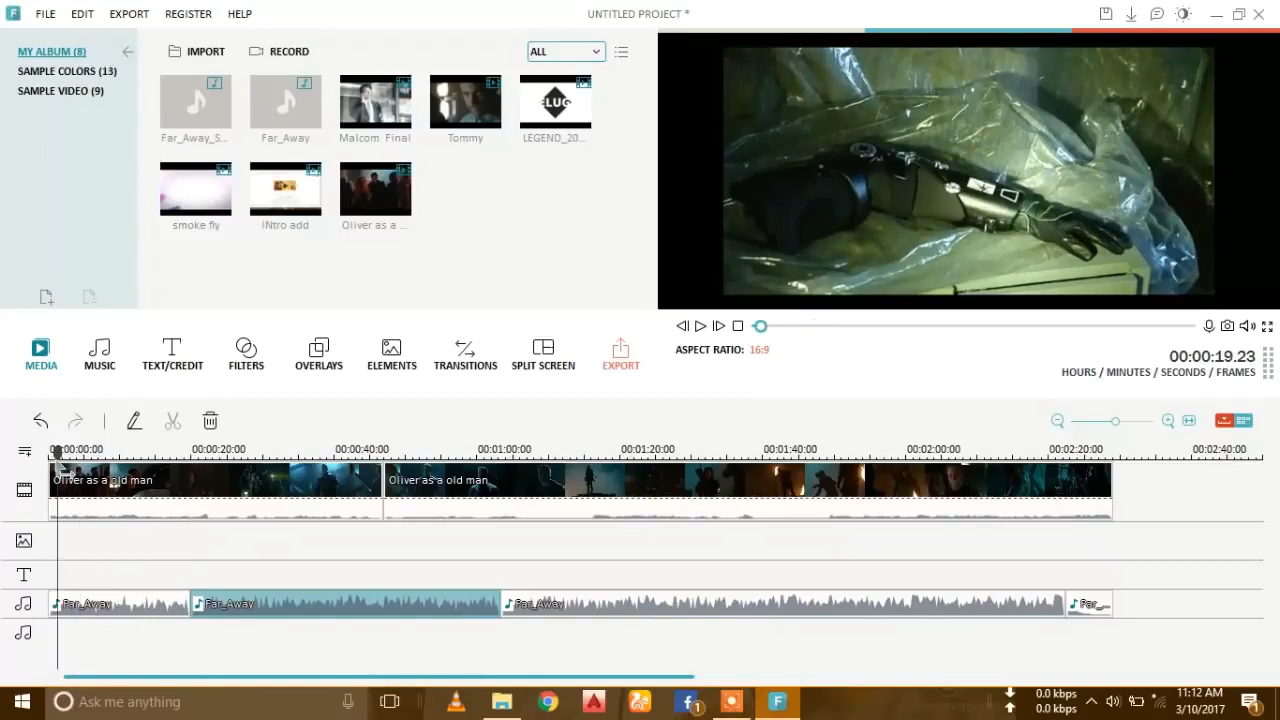 FILE EDIT EXPORT REGISTER HELP UNTITLED PROJECT *
MY ALBUM (8)
SAMPLE COLORS (13)
SAMPLE VIDEO (9)
IMPORT RECORD ALL
Far_Away_S... Far_Away Malcom Final Tommy LEGEND_20...
smoke fly INtro add Oliver as a ...
MEDIA MUSIC TEXT/CREDIT FILTERS OVERLAYS ELEMENTS TRANSITIONS SPLIT SCREEN EXPORT
ASPECT RATIO: 16:9
00:00:19.23
HOURS / MINUTES / SECONDS / FRAMES
00:00:00:00 00:00:20:00 00:00:40:00 00:01:00:00 00:01:20:00 00:01:40:00 00:02:00:00 00:02:20:00 00:02:40:00
Oliver as a old man Oliver as a old man
T
Far_Away Far_Away Far_Away Far_...
Ask me anything
0.0 kbps
0.0 kbps
11:12 AM
3/10/2017